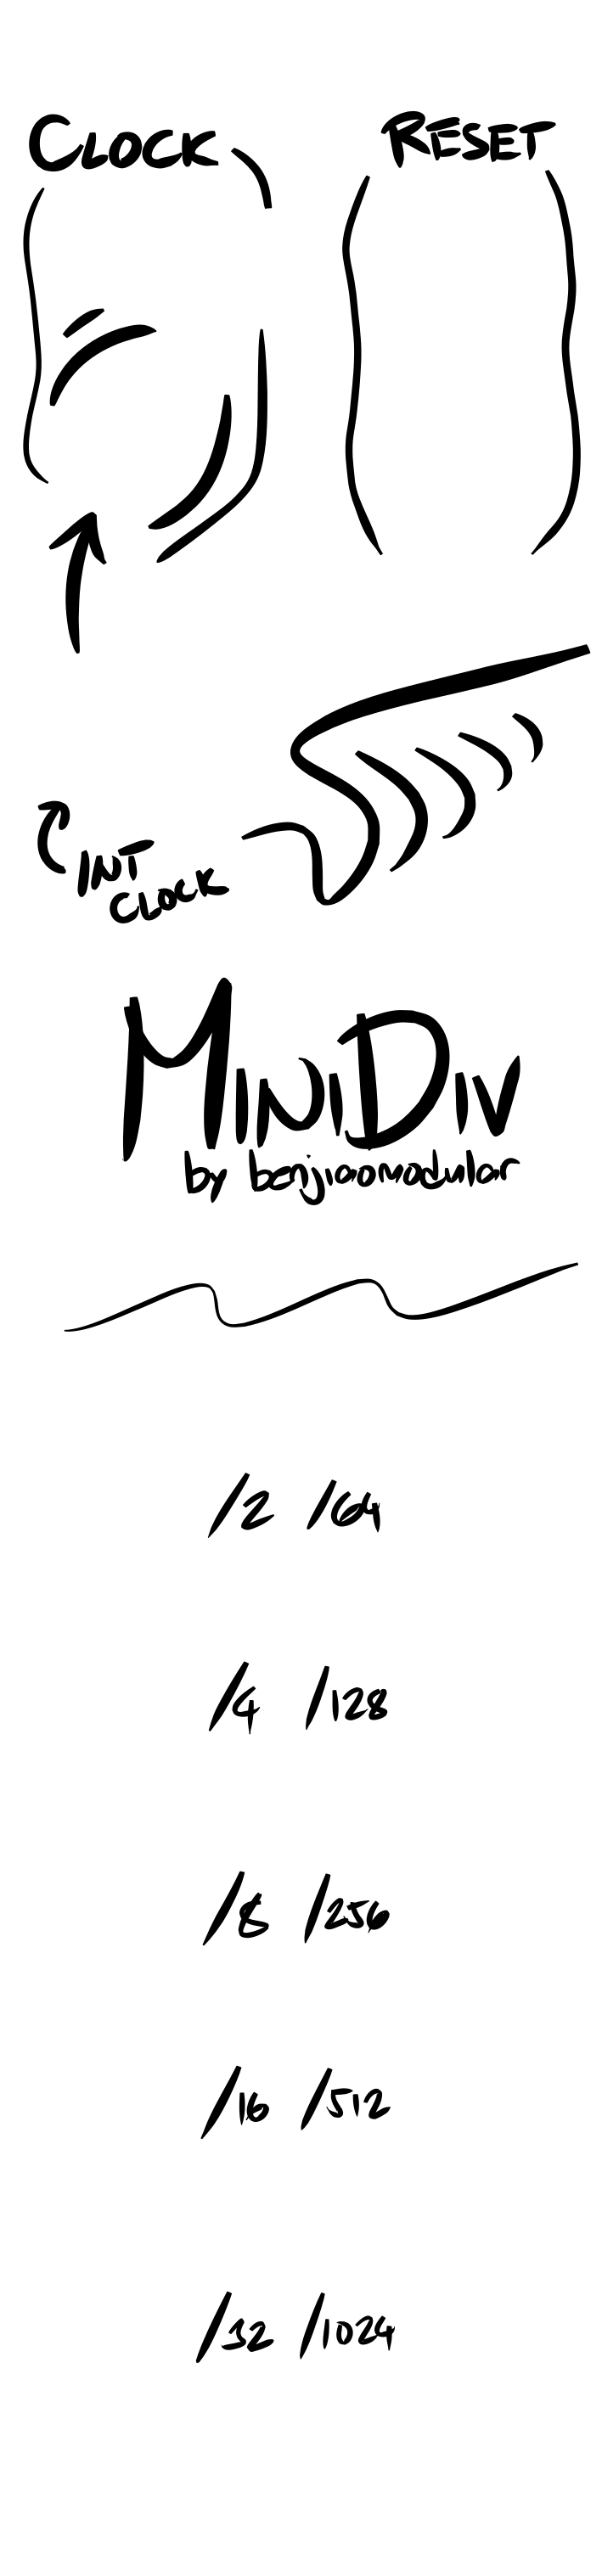 CLOCK RESET
INT
CLOCK
MINIDIV
by benjiaomodular
/2 /64
/4 /128
/8 /256
/16 /512
/32 /1024